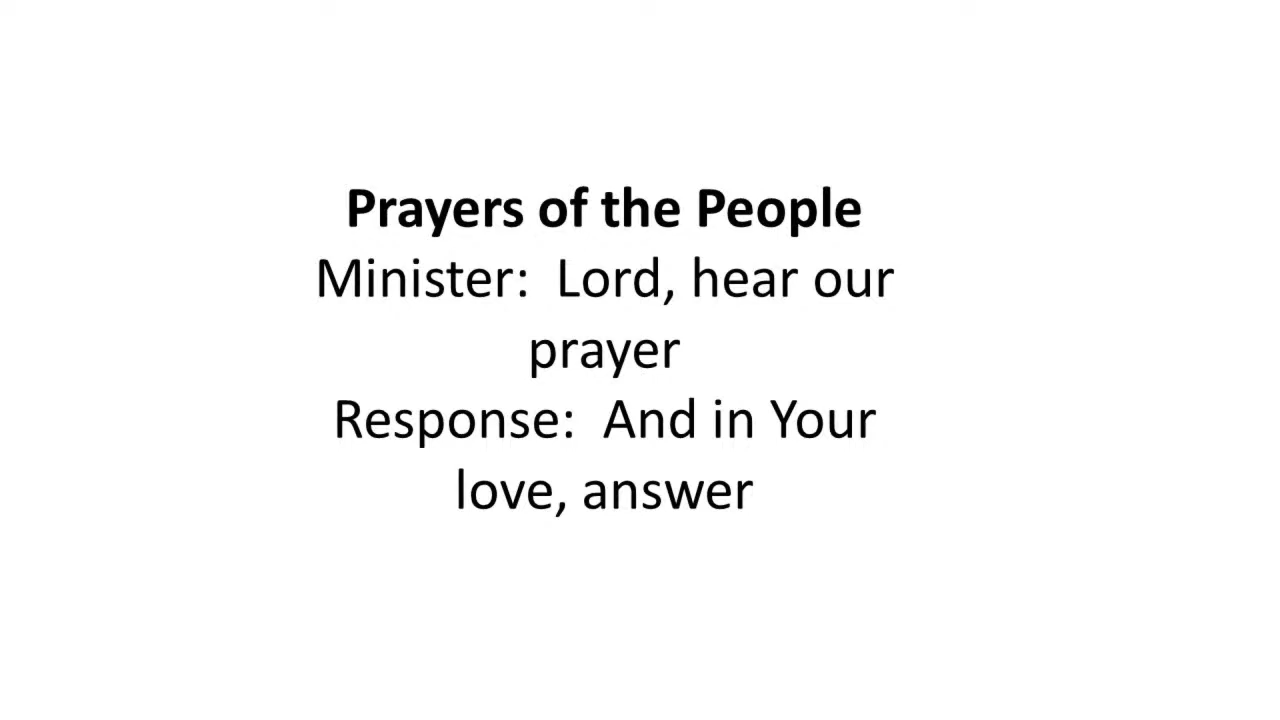 Prayers of the People
Minister:  Lord, hear our
prayer
Response:  And in Your
love, answer